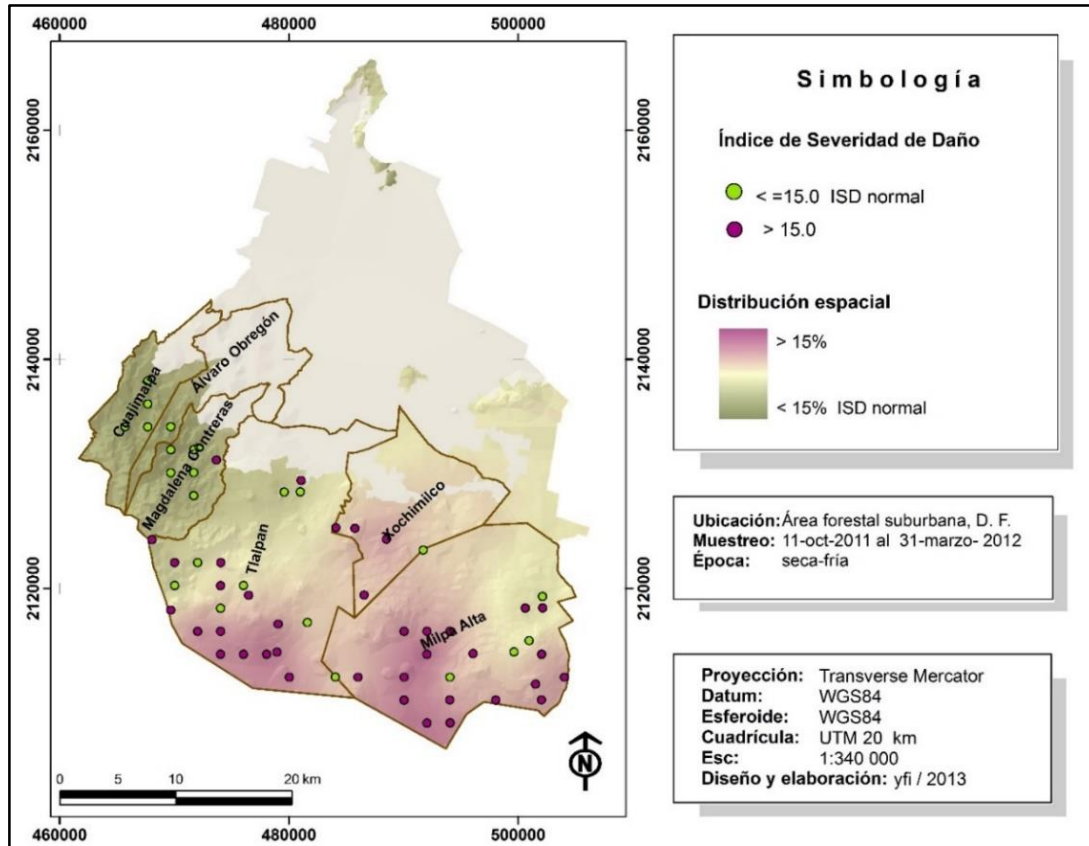 460000 480000 500000
2160000 2160000
2140000 2140000
2120000 2120000
Cuajimalpa
Álvaro Obregón
Magdalena Contreras
Tlalpan
Xochimilco
Milpa Alta
0 5 10 20 km
N
460000 480000 500000
Simbología
Índice de Severidad de Daño
< =15.0 ISD normal
> 15.0
Distribución espacial
> 15%
< 15% ISD normal
Ubicación: Área forestal suburbana, D. F.
Muestreo: 11-oct-2011 al 31-marzo- 2012
Época: seca-fría
Proyección: Transverse Mercator
Datum: WGS84
Esferoide: WGS84
Cuadrícula: UTM 20 km
Esc: 1:340 000
Diseño y elaboración: yfi / 2013